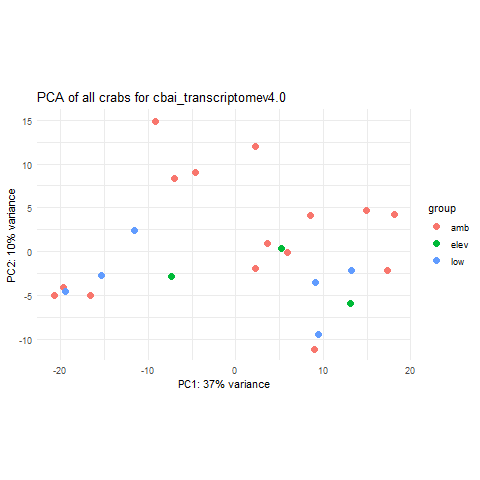 PCA of all crabs for cbai_transcriptomev4.0
15
10
5
0
-5
-10
PC2: 10% variance
-20
-10
0
10
20
PC1: 37% variance
group
amb
elev
low